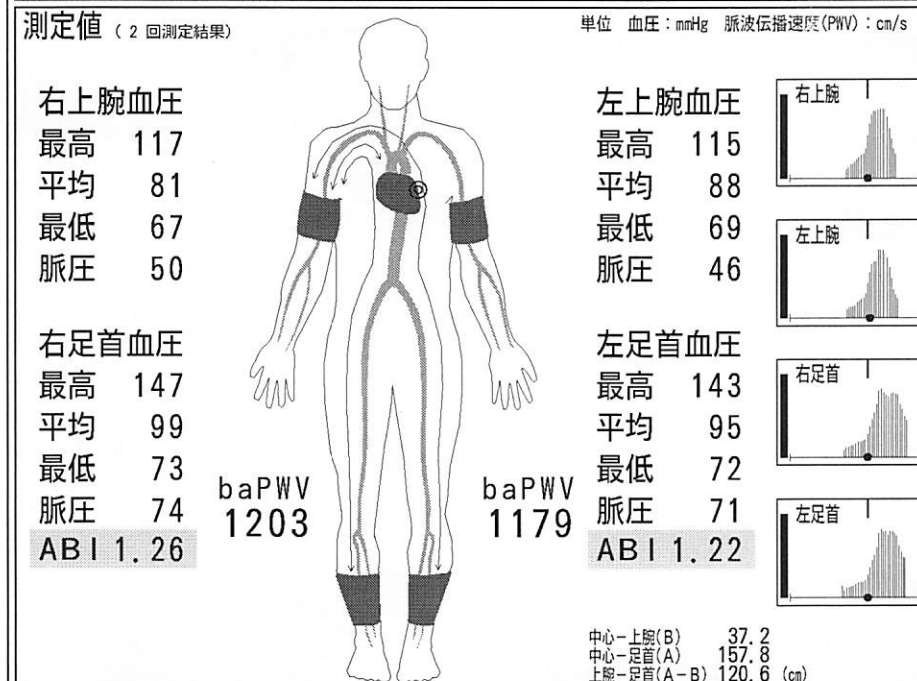 測定値 （ 2 回測定結果）
単位 血圧：mmHg 脈波伝播速度(PWV)：cm/s
右上腕血圧
最高 117
平均 81
最低 67
脈圧 50
左上腕血圧
最高 115
平均 88
最低 69
脈圧 46
右上腕
左上腕
右足首血圧
最高 147
平均 99
最低 73
脈圧 74
ABI 1.26
baPWV
1203
baPWV
1179
左足首血圧
最高 143
平均 95
最低 72
脈圧 71
ABI 1.22
右足首
左足首
中心－上腕(B) 37.2
中心－足首(A) 157.8
上腕－足首(A－B) 120.6 (cm)